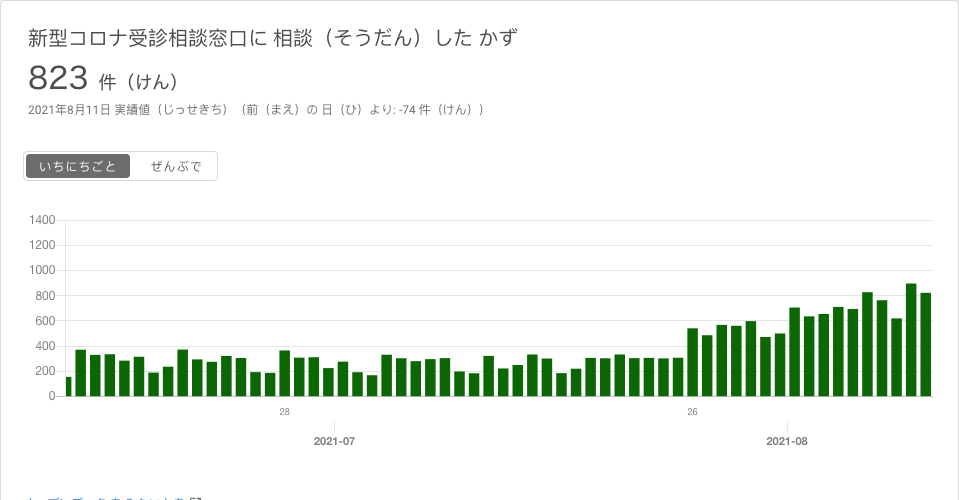 新型コロナ受診相談窓口に 相談（そうだん）した かず
823 件（けん）
2021年8月11日 実績値（じっせきち）（前（まえ）の 日（ひ）より: -74 件（けん））
いちにちごと ぜんぶで
1400
1200
1000
800
600
400
200
0
28 26
2021-07 2021-08